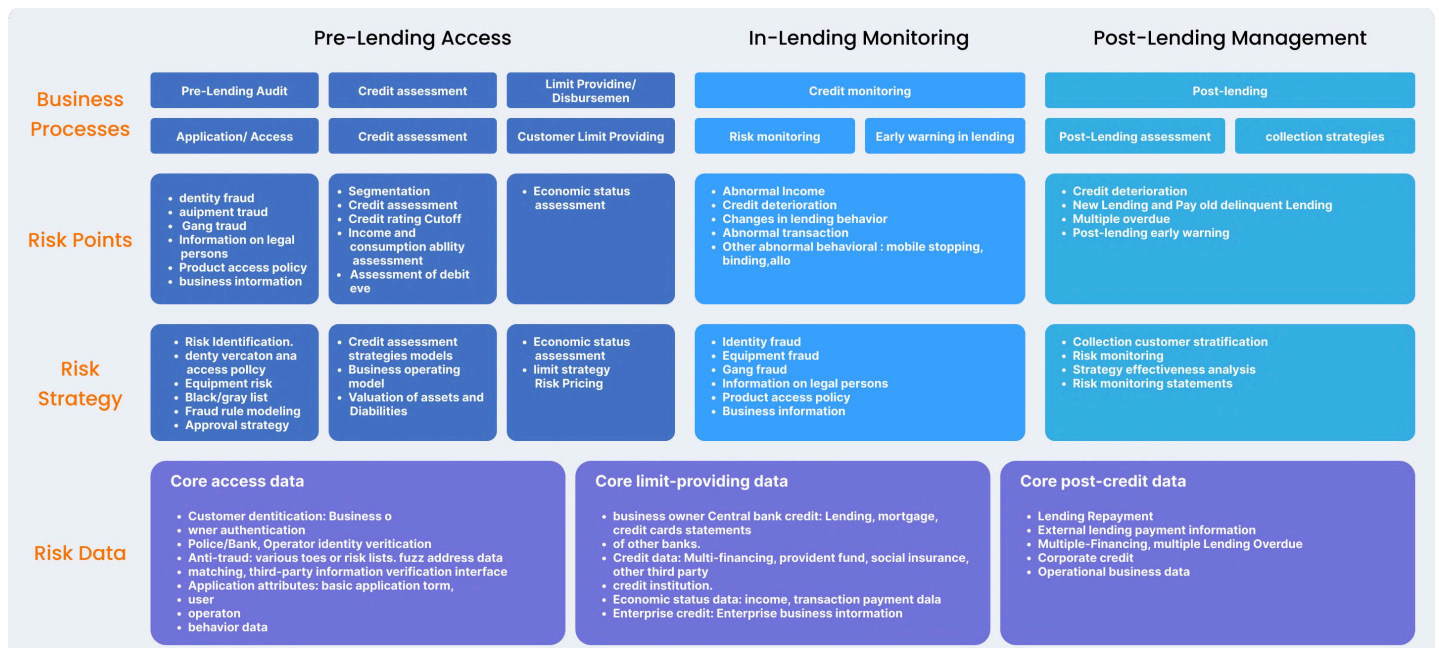 Pre-Lending Access
In-Lending Monitoring
Post-Lending Management
Business
Processes
Pre-Lending Audit
Credit assessment
Limit Providine/
Disbursemen
Credit monitoring
Post-lending
Application/ Access
Credit assessment
Customer Limit Providing
Risk monitoring
Early warning in lending
Post-Lending assessment
collection strategies
Risk Points
• dentity fraud
• auipment traud
• Gang traud
• Information on legal
persons
• Product access policy
• business intormation
• Segmentation
• Credit assessment
• Credit rating Cutoff
• Income and
consumption abllity
assessment
• Assessment of debit
eve
• Economic status
assessment
• Abnormal Income
• Credit deterioration
• Changes in lending behavior
• Abnormal transaction
• Other abnormal behavioral : mobile stopping,
binding,allo
• Credit deterioration
• New Lending and Pay old delinquent Lending
• Multiple overdue
• Post-lending early warning
Risk
Strategy
• Risk Identification.
• denty vercaton ana
access pollcy
• Equipment risk
• Black/gray list
• Fraud rule modeling
• Approval strategy
• Credit assessment
strategies models
• Business operating
model
• Valuation of assets and
Diabilities
• Economic status
assessment
• limit strategy
Risk Pricing
• Identity fraud
• Equipment fraud
• Gang fraud
• Information on legal persons
• Product access policy
• Business information
• Collection customer stratification
• Risk monitoring
• Strategy effectiveness analysis
• Risk monitoring statements
Risk Data
Core access data
• Customer dentitication: Business o
• wner authentication
• Police/Bank, Operator identity veritication
• Anti-fraud: various toes or risk lists. fuzz address data
• matching, third-party information verification interface
• Application attributes: basic application torm,
• user
• operaton
• behavior data
Core limit-providing data
• business owner Central bank credit: Lending, mortgage,
credit cards statements
• of other banks.
• Credit data: Multi-financing, provident fund, social insurance,
other third party
• credit institution.
• Economic status data: income, transaction payment dala
• Enterprise credit: Enterprise business intormation
Core post-credit data
• Lending Repayment
• External lending payment information
• Multiple-Financing, multiple Lending Overdue
• Corporate credit
• Operational business data